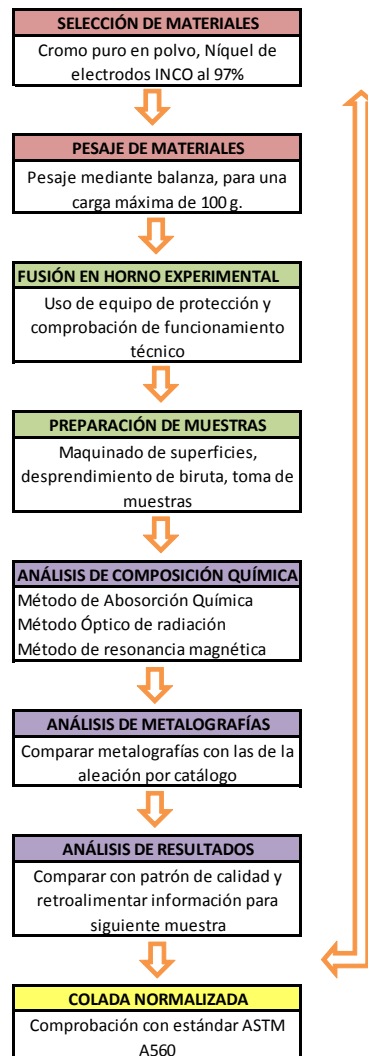 SELECCIÓN DE MATERIALES
Cromo puro en polvo, Níquel de
electrodos INCO al 97%
PESAJE DE MATERIALES
Pesaje mediante balanza, para una
carga máxima de 100 g.
FUSIÓN EN HORNO EXPERIMENTAL
Uso de equipo de protección y
comprobación de funcionamiento
técnico
PREPARACIÓN DE MUESTRAS
Maquinado de superficies,
desprendimiento de biruta, toma de
muestras
ANÁLISIS DE COMPOSICIÓN QUÍMICA
Método de Abosorción Química
Método Óptico de radiación
Método de resonancia magnética
ANÁLISIS DE METALOGRAFÍAS
Comparar metalografías con las de la
aleación por catálogo
ANÁLISIS DE RESULTADOS
Comparar con patrón de calidad y
retroalimentar información para
siguiente muestra
COLADA NORMALIZADA
Comprobación con estándar ASTM
A560